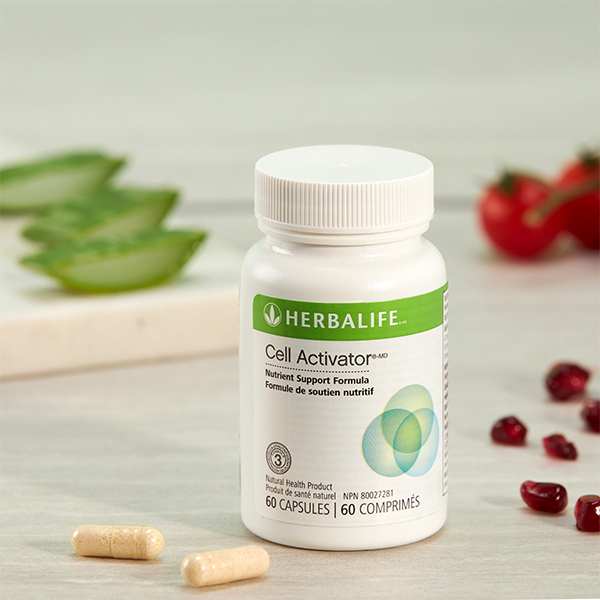 HERBALIFE
Cell Activator®-MD
Nutrient Support Formula
Formule de soutien nutritif
3
Natural Health Product
Produit de santé naturel NPN 80027281
60 CAPSULES | 60 COMPRIMÉS